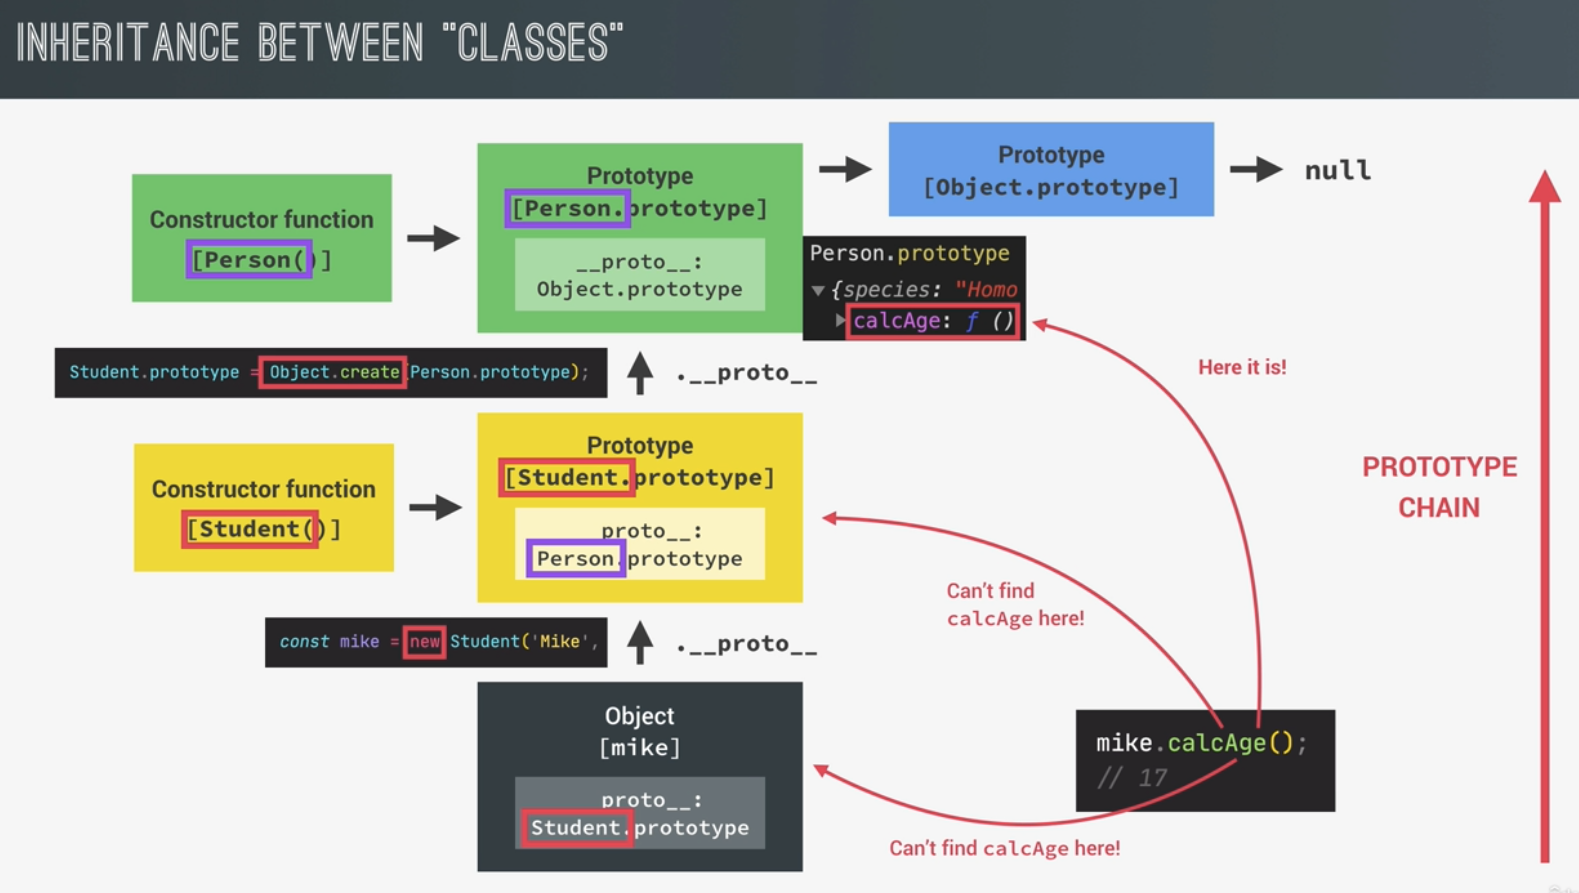 INHERITANCE BETWEEN "CLASSES"
Constructor function
[Person()]
Prototype
[Person.prototype]
__proto__:
Object.prototype
Prototype
[Object.prototype]
null
Person.prototype
▼{species: "Homo
▶calcAge: ƒ ()
Here it is!
Student.prototype = Object.create(Person.prototype);
.__proto__
Constructor function
[Student()]
Prototype
[Student.prototype]
proto__:
Person.prototype
PROTOTYPE
CHAIN
Can't find
calcAge here!
const mike = new Student('Mike',
.__proto__
Object
[mike]
proto__:
Student.prototype
mike.calcAge();
// 17
Can't find calcAge here!